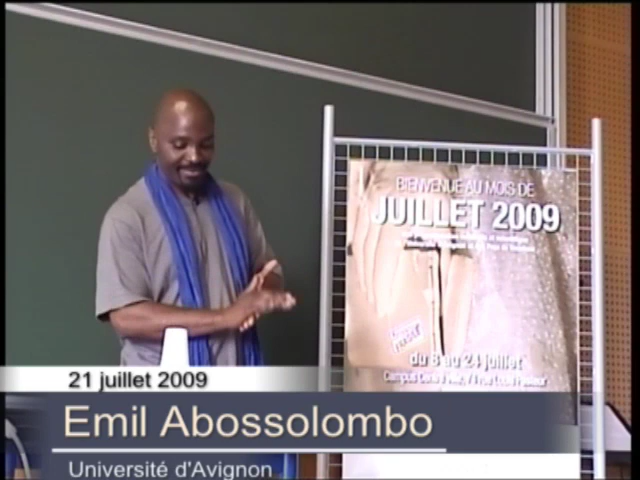 BIENVENUE AU MOIS DE
JUILLET 2009
du 8 au 24 juillet
21 juillet 2009
Emil Abossolombo
Université d'Avignon